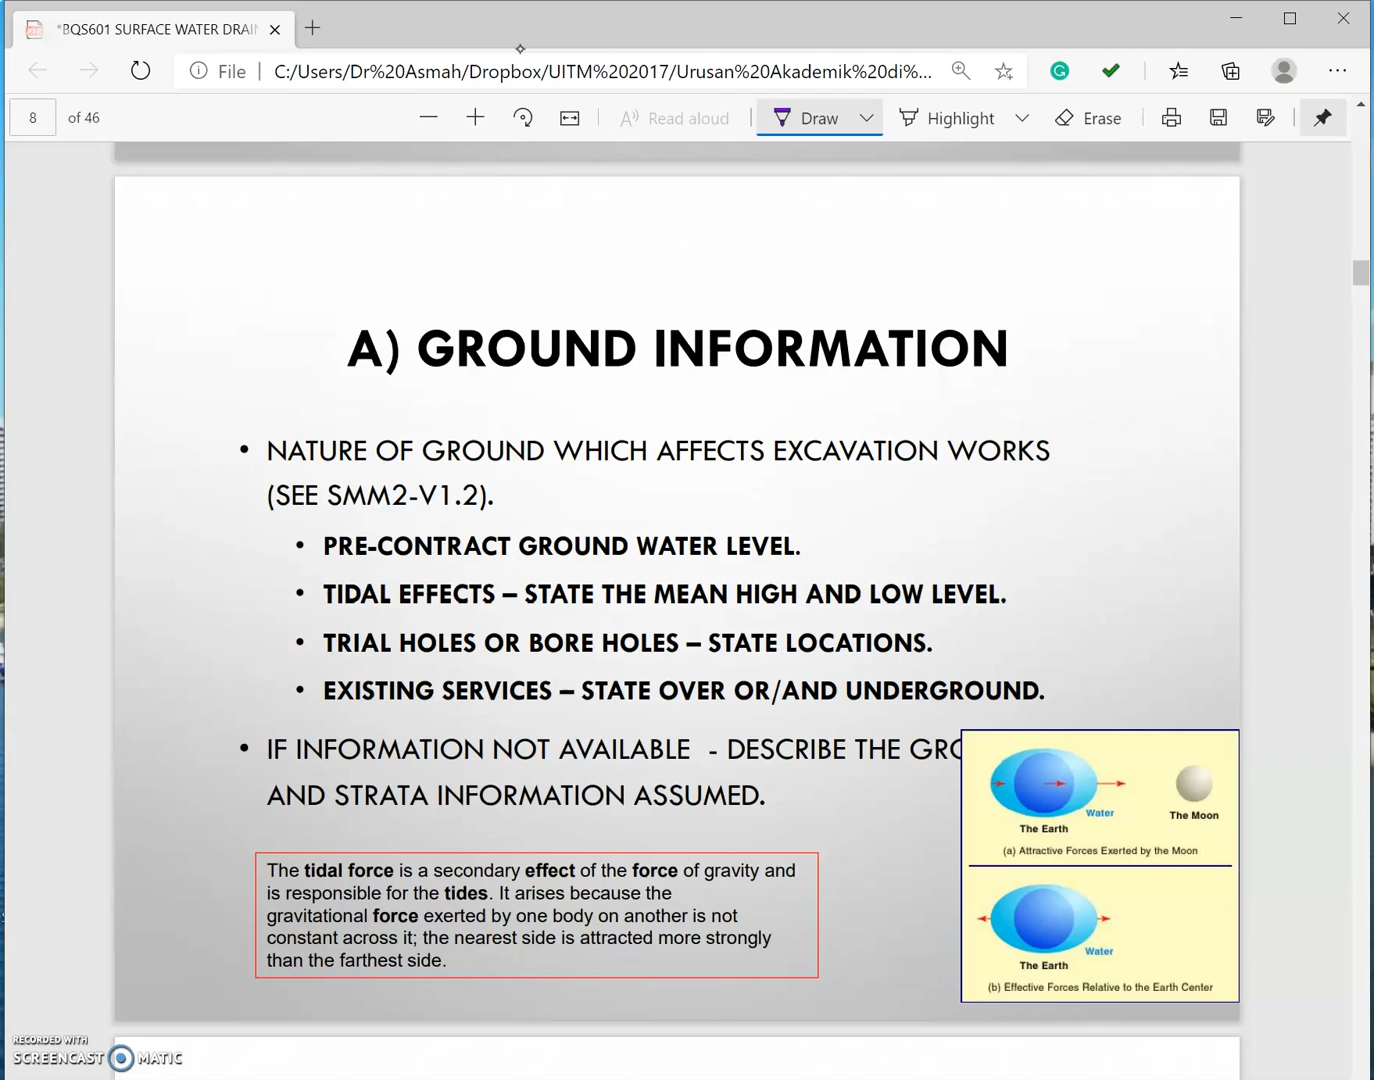 *BQS601 SURFACE WATER DRAIN
File
C:/Users/Dr%20Asmah/Dropbox/UITM%202017/Urusan%20Akademik%20di%...
8 of 46
Read aloud
Draw
Highlight
Erase
A) GROUND INFORMATION
• NATURE OF GROUND WHICH AFFECTS EXCAVATION WORKS
(SEE SMM2-V1.2).
• PRE-CONTRACT GROUND WATER LEVEL.
• TIDAL EFFECTS – STATE THE MEAN HIGH AND LOW LEVEL.
• TRIAL HOLES OR BORE HOLES – STATE LOCATIONS.
• EXISTING SERVICES – STATE OVER OR/AND UNDERGROUND.
• IF INFORMATION NOT AVAILABLE - DESCRIBE THE GRO
AND STRATA INFORMATION ASSUMED.
The tidal force is a secondary effect of the force of gravity and
is responsible for the tides. It arises because the
gravitational force exerted by one body on another is not
constant across it; the nearest side is attracted more strongly
than the farthest side.
Water
The Earth
The Moon
(a) Attractive Forces Exerted by the Moon
Water
The Earth
(b) Effective Forces Relative to the Earth Center
RECORDED WITH
SCREENCAST MATIC